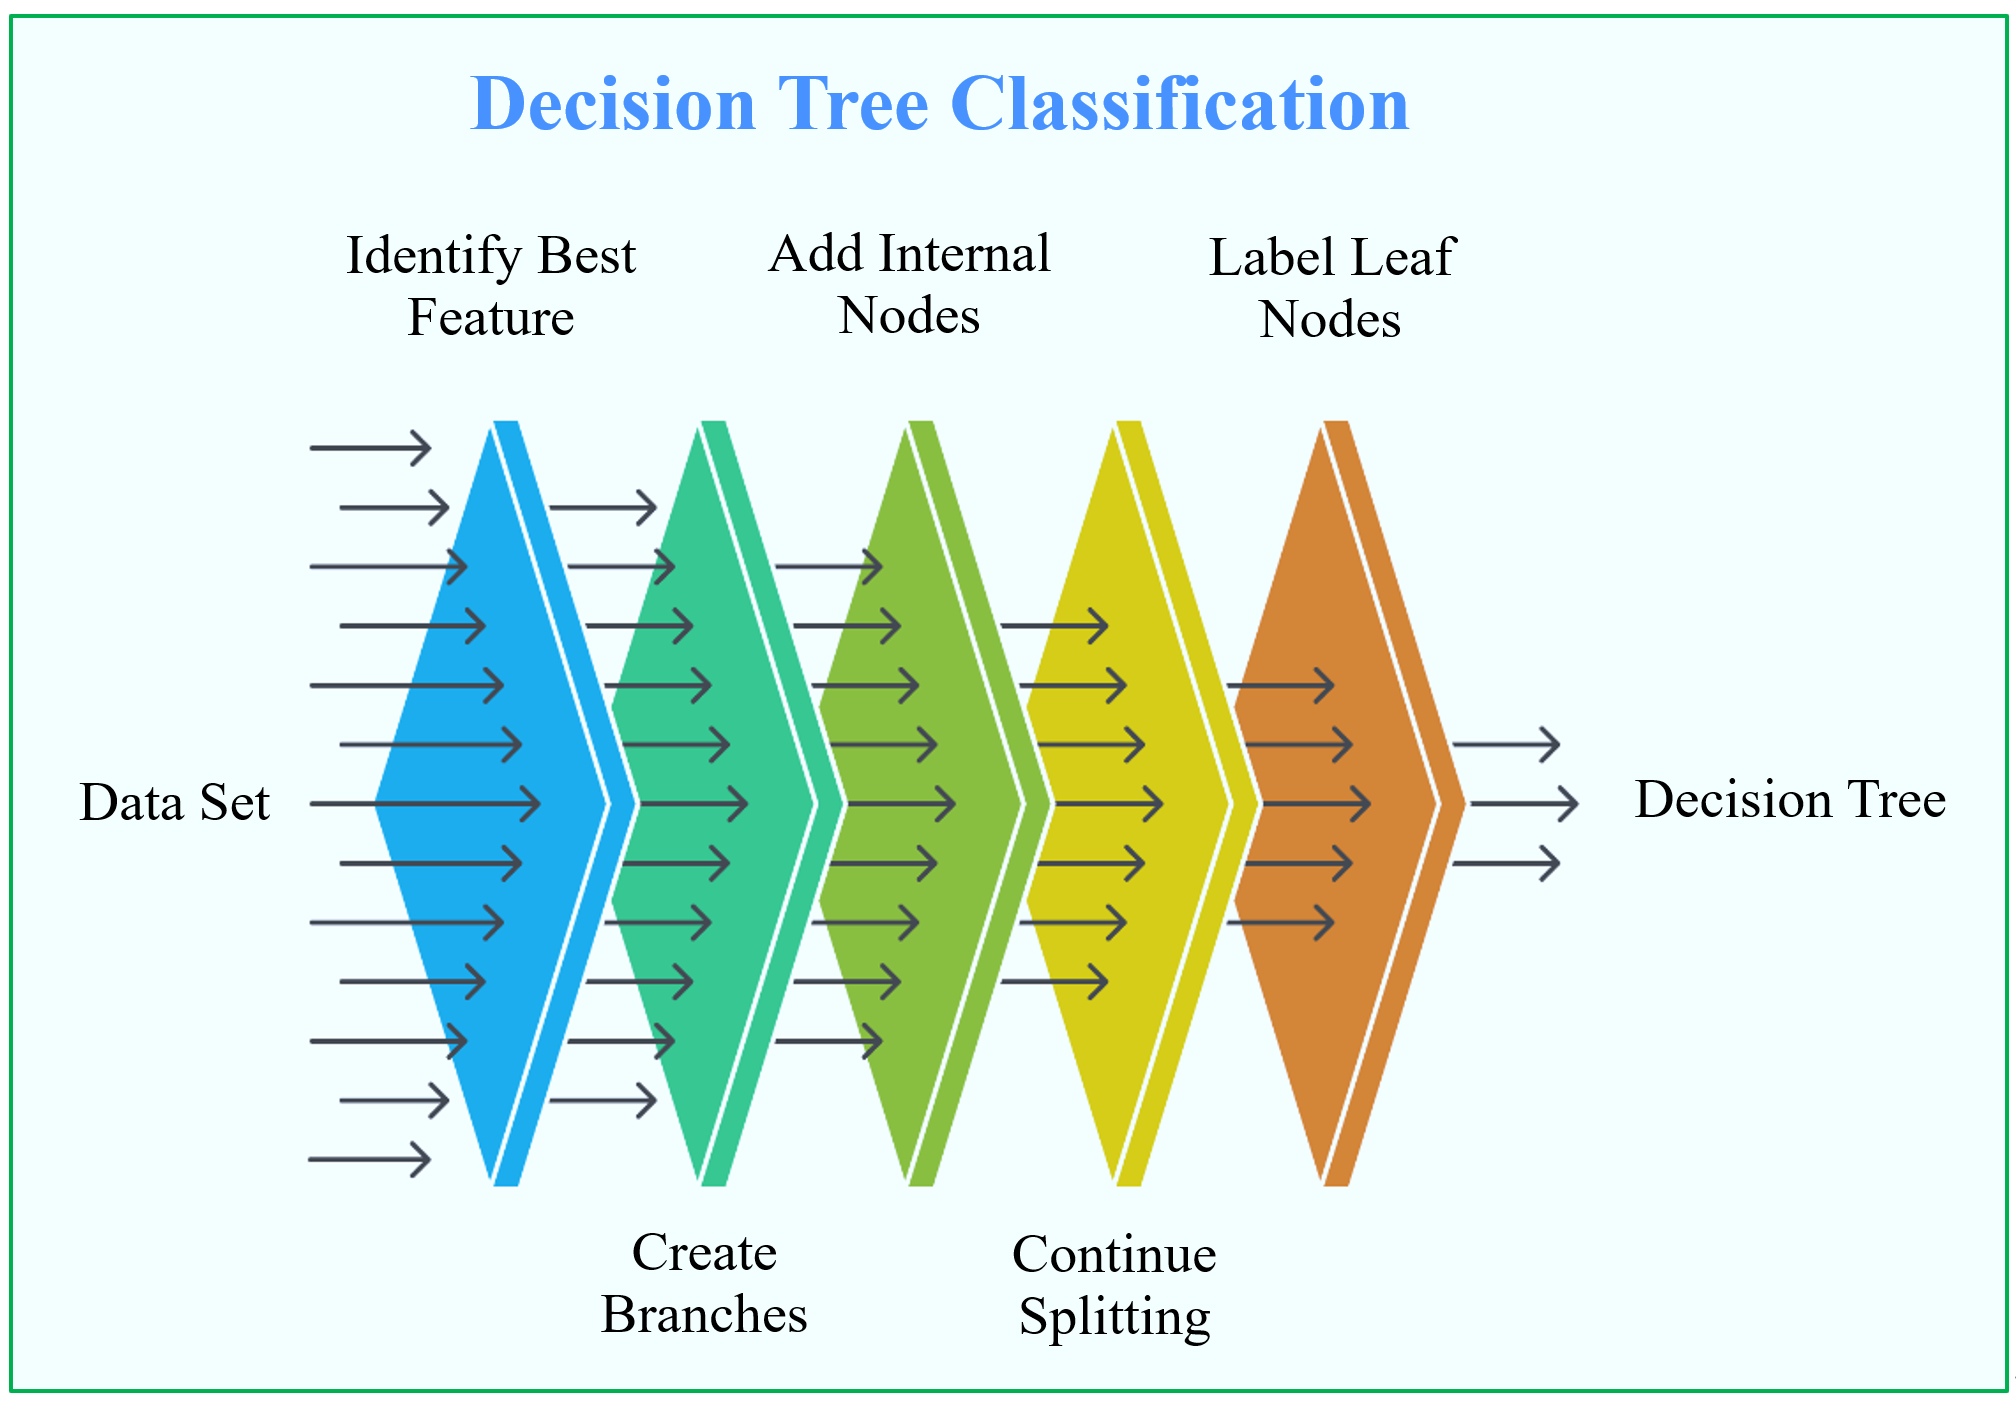 Decision Tree Classification
Identify Best
Feature
Add Internal
Nodes
Label Leaf
Nodes
Data Set
Decision Tree
Create
Branches
Continue
Splitting